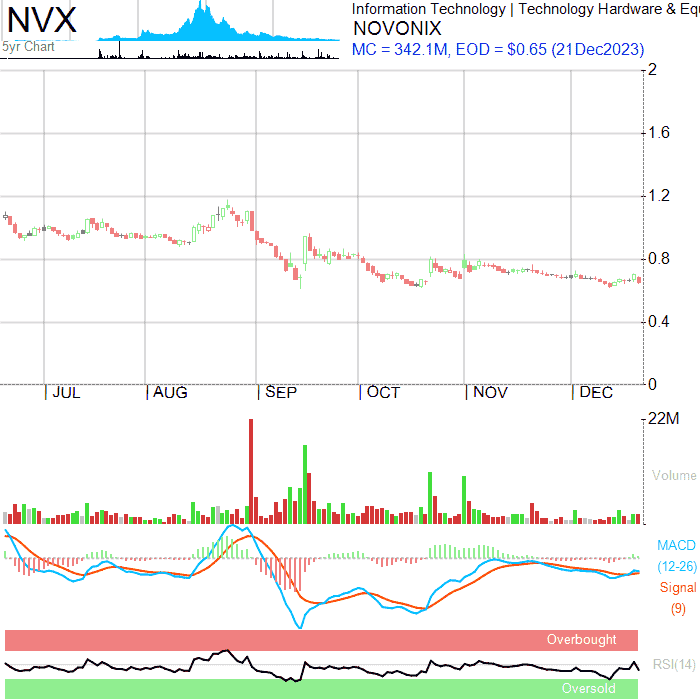 NVX
5yr Chart
Information Technology | Technology Hardware & Equ
NOVONIX
MC = 342.1M, EOD = $0.65 (21Dec2023)
2
1.6
1.2
0.8
0.4
0
JUL AUG SEP OCT NOV DEC
22M
Volume
MACD
(12-26)
Signal
(9)
Overbought
RSI(14)
Oversold